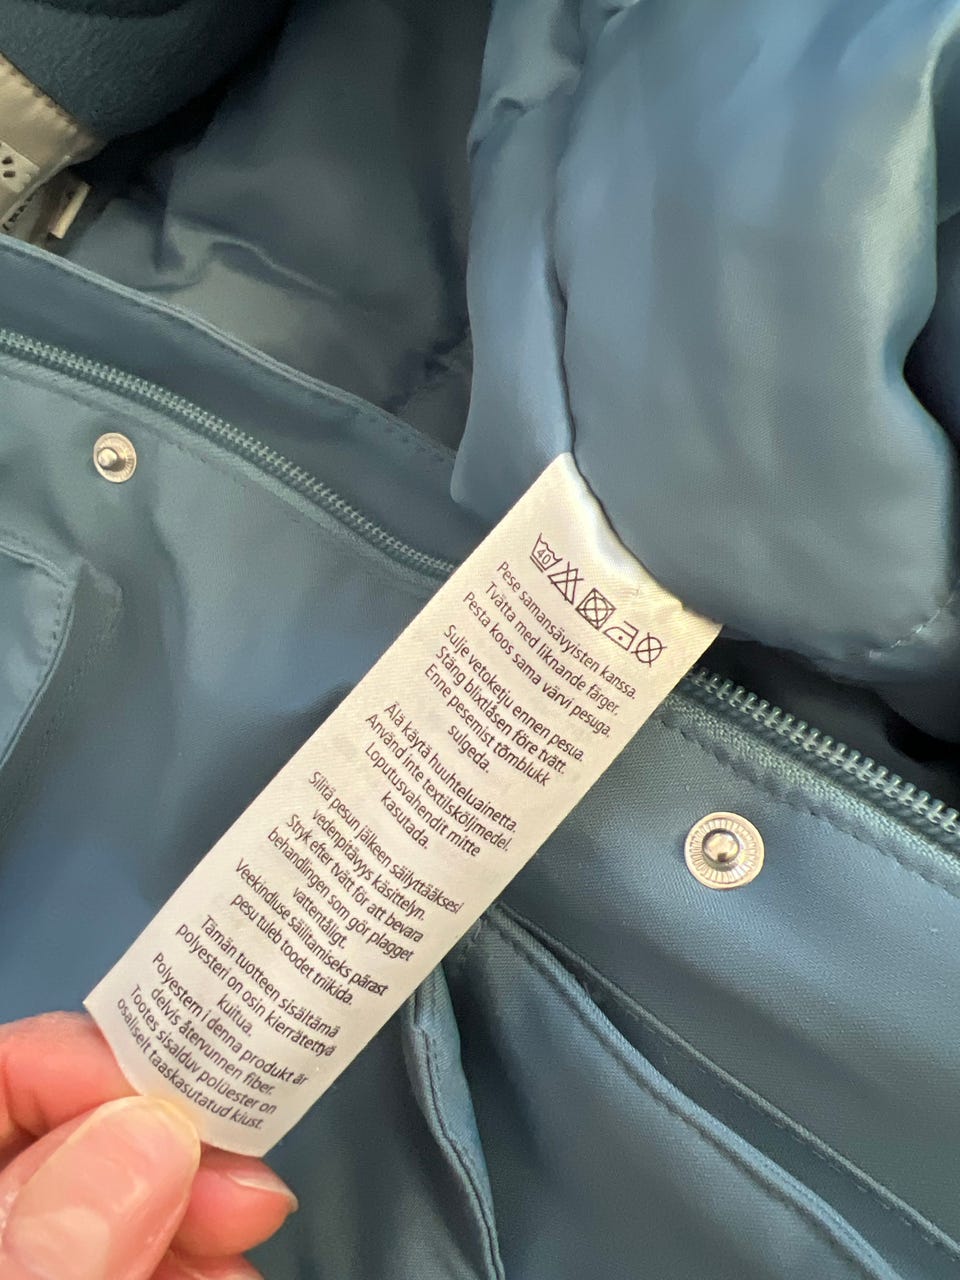 40
Pese samansävyisten kanssa.
Tvätta med liknande färger.
Pesta koos sama värvi pesuga.
Sulje vetoketju ennen pesua.
Stäng blixtlåsen före tvätt.
Enne pesemist tõmblukk
sulgeda.
Älä käytä huuhteluainetta.
Använd inte textilsköljmedel.
Loputusvahendit mitte
kasutada.
Silitä pesun jälkeen säilyttääksesi
vedenpitävyys käsittelyn.
Stryk efter tvätt för att bevara
behandlingen som gör plagget
vattentåligt.
Veekindluse säilitamiseks pärast
pesu tuleb toodet triikida.
Tämän tuotteen sisältämä
polyesteri on osin kierrätettyä
kuitua.
Polyestern i denna produkt är
delvis återvunnen fiber.
Tootes sisalduv polüester on
osaliselt taaskasutatud kiust.